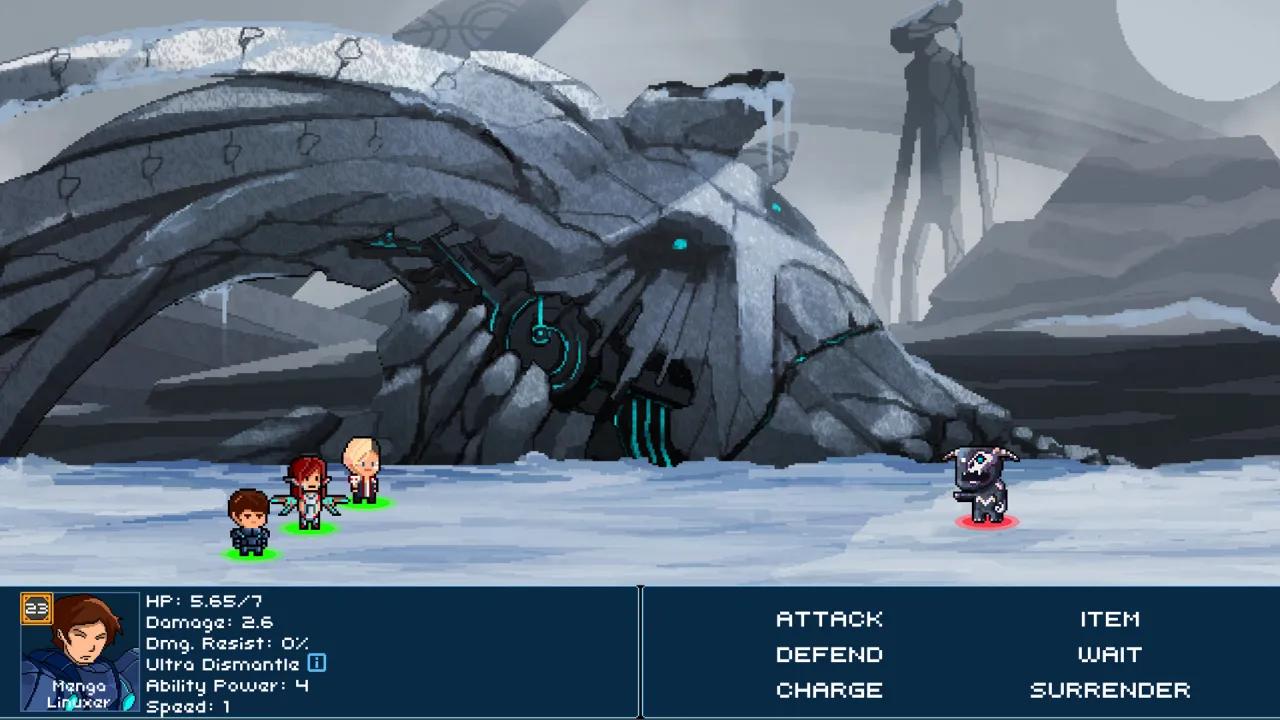 23
HP: 5.65/7
Damage: 2.6
Dmg. Resist: 0%
Ultra Dismantle i
Ability Power: 4
Speed: 1
Menga
Linuxer
ATTACK ITEM
DEFEND WAIT
CHARGE SURRENDER